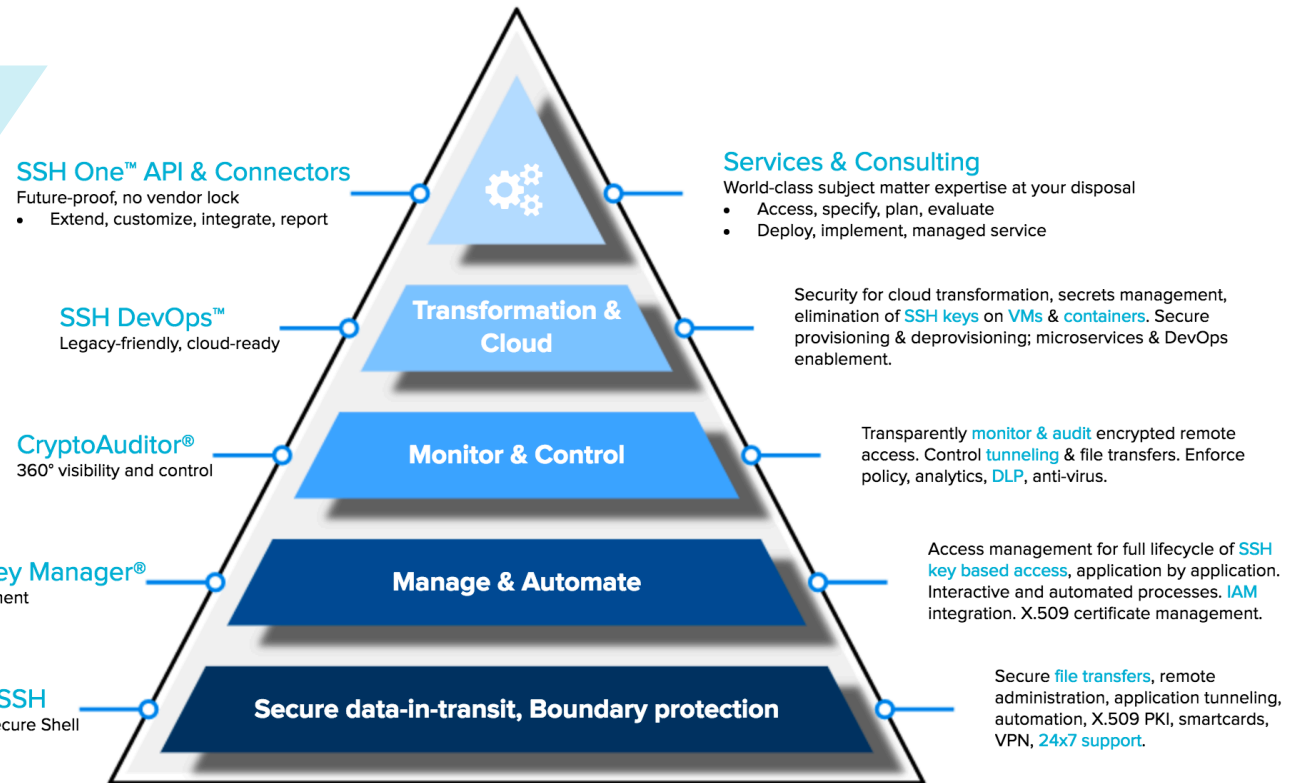 SSH One™ API & Connectors
Future-proof, no vendor lock
• Extend, customize, integrate, report
Services & Consulting
World-class subject matter expertise at your disposal
• Access, specify, plan, evaluate
• Deploy, implement, managed service
SSH DevOps™
Legacy-friendly, cloud-ready
Transformation &
Cloud
Security for cloud transformation, secrets management,
elimination of SSH keys on VMs & containers. Secure
provisioning & deprovisioning; microservices & DevOps
enablement.
CryptoAuditor®
360° visibility and control
Monitor & Control
Transparently monitor & audit encrypted remote
access. Control tunneling & file transfers. Enforce
policy, analytics, DLP, anti-virus.
Manager®
Manage & Automate
Access management for full lifecycle of SSH
key based access, application by application.
Interactive and automated processes. IAM
integration. X.509 certificate management.
SSH
Shell
Secure data-in-transit, Boundary protection
Secure file transfers, remote
administration, application tunneling,
automation, X.509 PKI, smartcards,
VPN, 24x7 support.